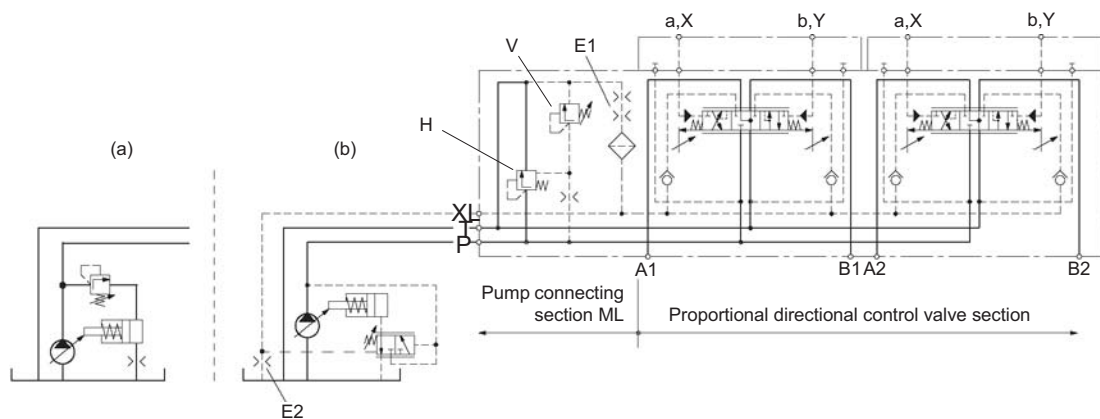 a,X
b,Y
a,X
b,Y
V
E1
H
(a)
(b)
XL
T
P
A1
B1
A2
B2
Pump connecting
section ML
Proportional directional control valve section
E2